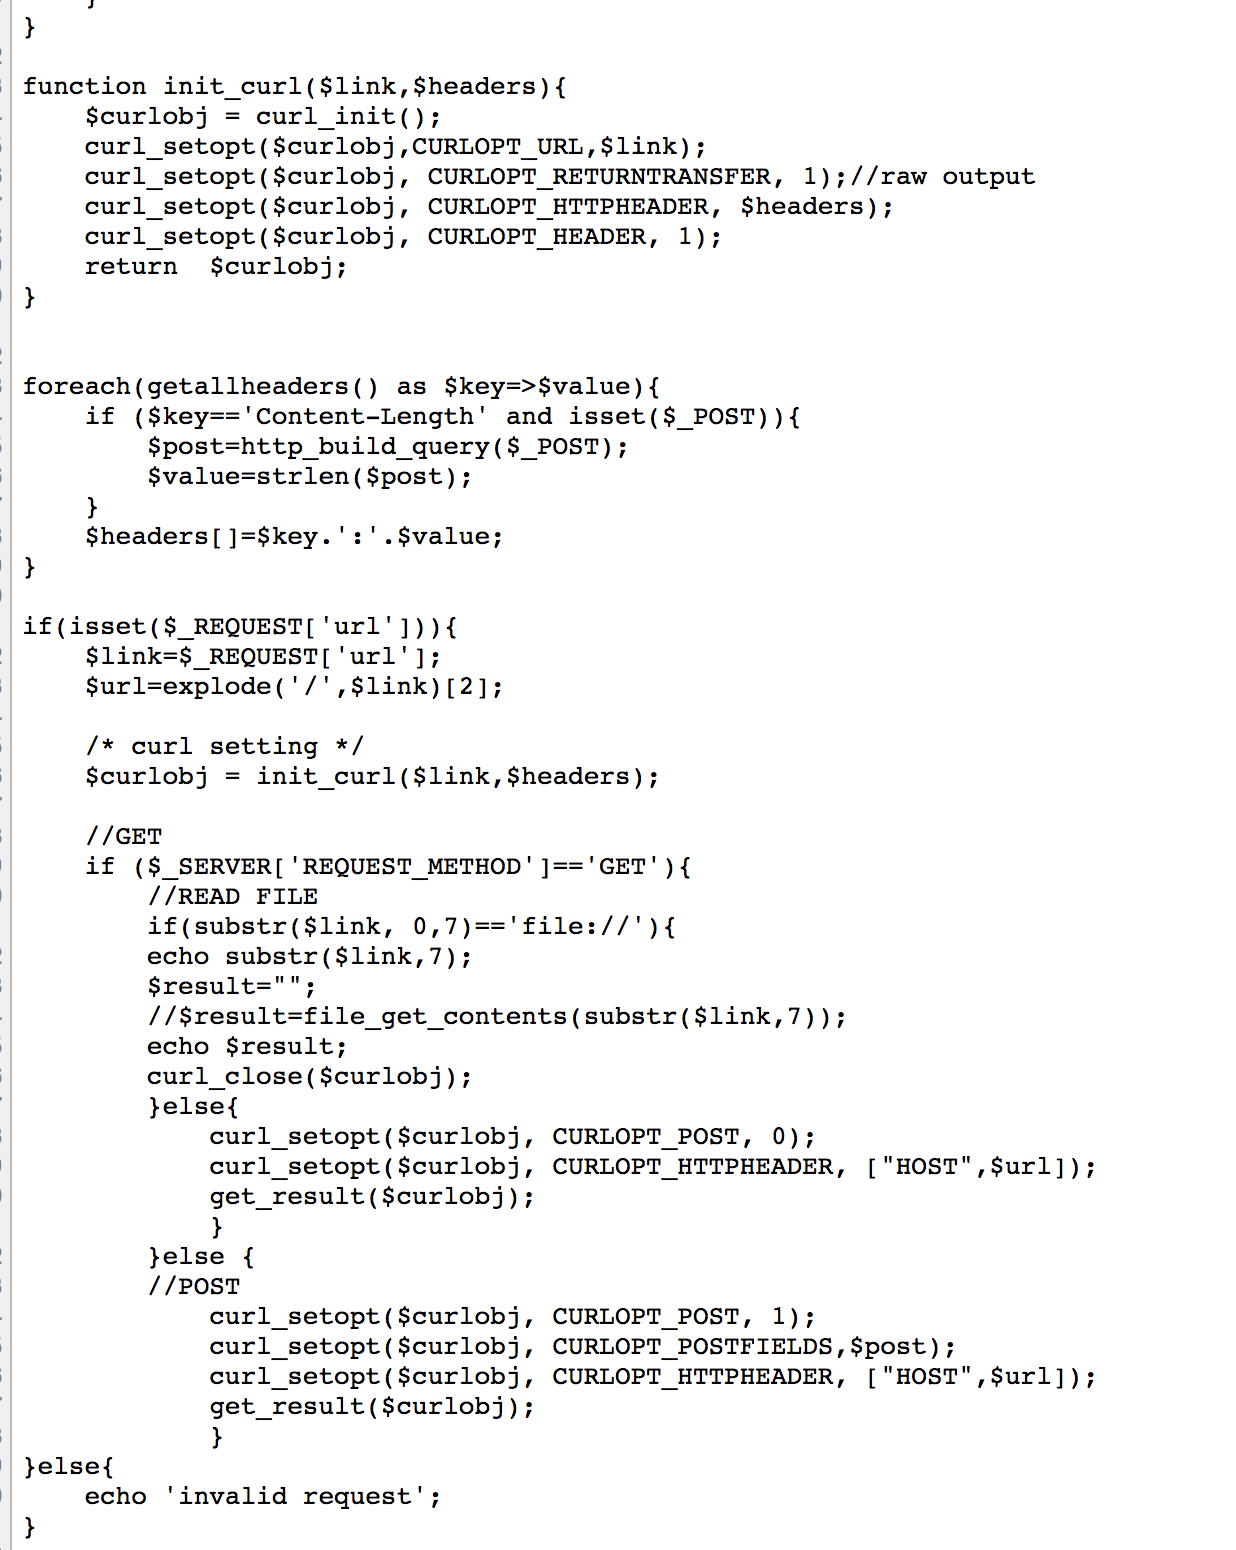 }
}
function init_curl($link,$headers){
    $curlobj = curl_init();
    curl_setopt($curlobj,CURLOPT_URL,$link);
    curl_setopt($curlobj, CURLOPT_RETURNTRANSFER, 1);//raw output
    curl_setopt($curlobj, CURLOPT_HTTPHEADER, $headers);
    curl_setopt($curlobj, CURLOPT_HEADER, 1);
    return  $curlobj;
}
foreach(getallheaders() as $key=>$value){
    if ($key=='Content-Length' and isset($_POST)){
        $post=http_build_query($_POST);
        $value=strlen($post);
    }
    $headers[]=$key.':'.$value;
}
if(isset($_REQUEST['url'])){
    $link=$_REQUEST['url'];
    $url=explode('/',$link)[2];
    /* curl setting */
    $curlobj = init_curl($link,$headers);
    //GET
    if ($_SERVER['REQUEST_METHOD']=='GET'){
        //READ FILE
        if(substr($link, 0,7)=='file://'){
        echo substr($link,7);
        $result="";
        //$result=file_get_contents(substr($link,7));
        echo $result;
        curl_close($curlobj);
        }else{
            curl_setopt($curlobj, CURLOPT_POST, 0);
            curl_setopt($curlobj, CURLOPT_HTTPHEADER, ["HOST",$url]);
            get_result($curlobj);
            }
        }else {
        //POST
            curl_setopt($curlobj, CURLOPT_POST, 1);
            curl_setopt($curlobj, CURLOPT_POSTFIELDS,$post);
            curl_setopt($curlobj, CURLOPT_HTTPHEADER, ["HOST",$url]);
            get_result($curlobj);
            }
}else{
    echo 'invalid request';
}